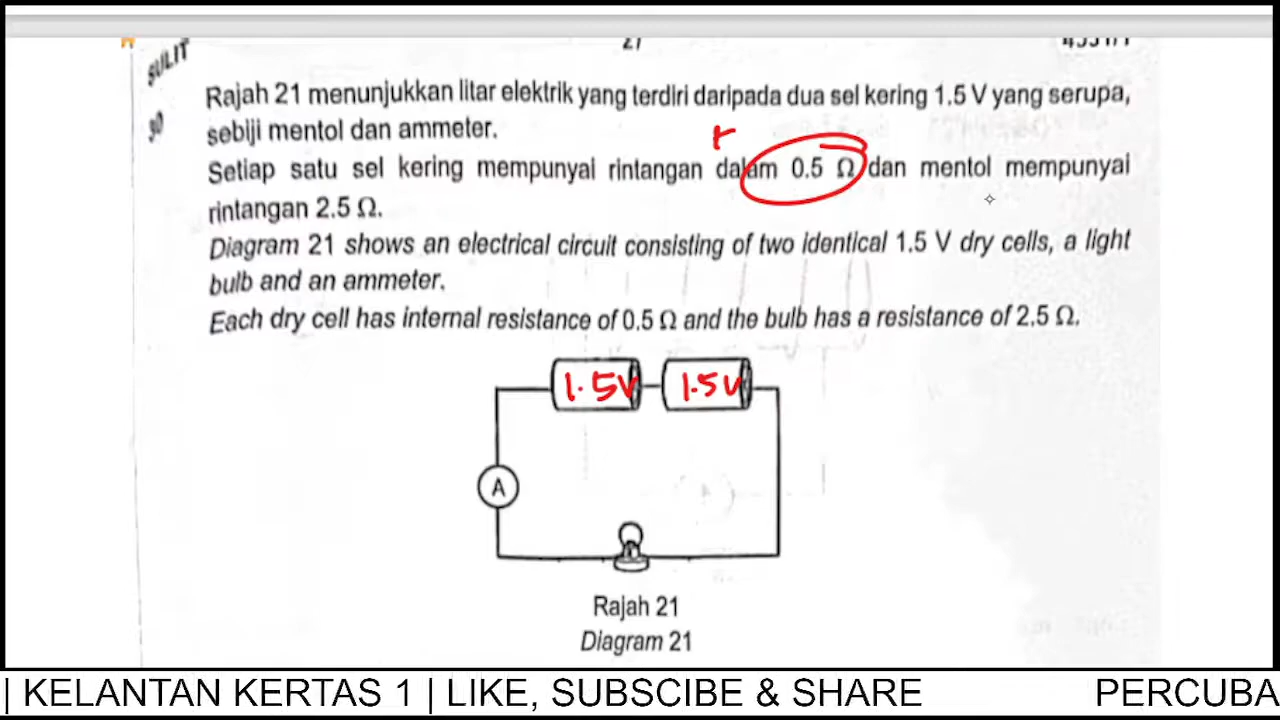 SULIT
27
30
Rajah 21 menunjukkan litar elektrik yang terdiri daripada dua sel kering 1.5 V yang serupa,
sebiji mentol dan ammeter.
r
Setiap satu sel kering mempunyai rintangan dalam 0.5 Ω dan mentol mempunyai
rintangan 2.5 Ω.
Diagram 21 shows an electrical circuit consisting of two identical 1.5 V dry cells, a light
bulb and an ammeter.
Each dry cell has internal resistance of 0.5 Ω and the bulb has a resistance of 2.5 Ω.
1.5V 1.5V
A
Rajah 21
Diagram 21
| KELANTAN KERTAS 1 | LIKE, SUBSCIBE & SHARE PERCUBA